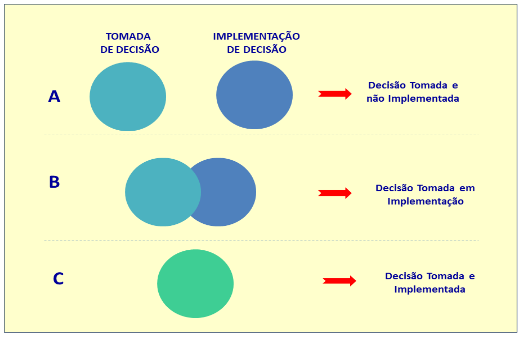 TOMADA
DE DECISÃO
IMPLEMENTAÇÃO
DE DECISÃO
A
Decisão Tomada e
não Implementada
B
Decisão Tomada em
Implementação
C
Decisão Tomada e
Implementada